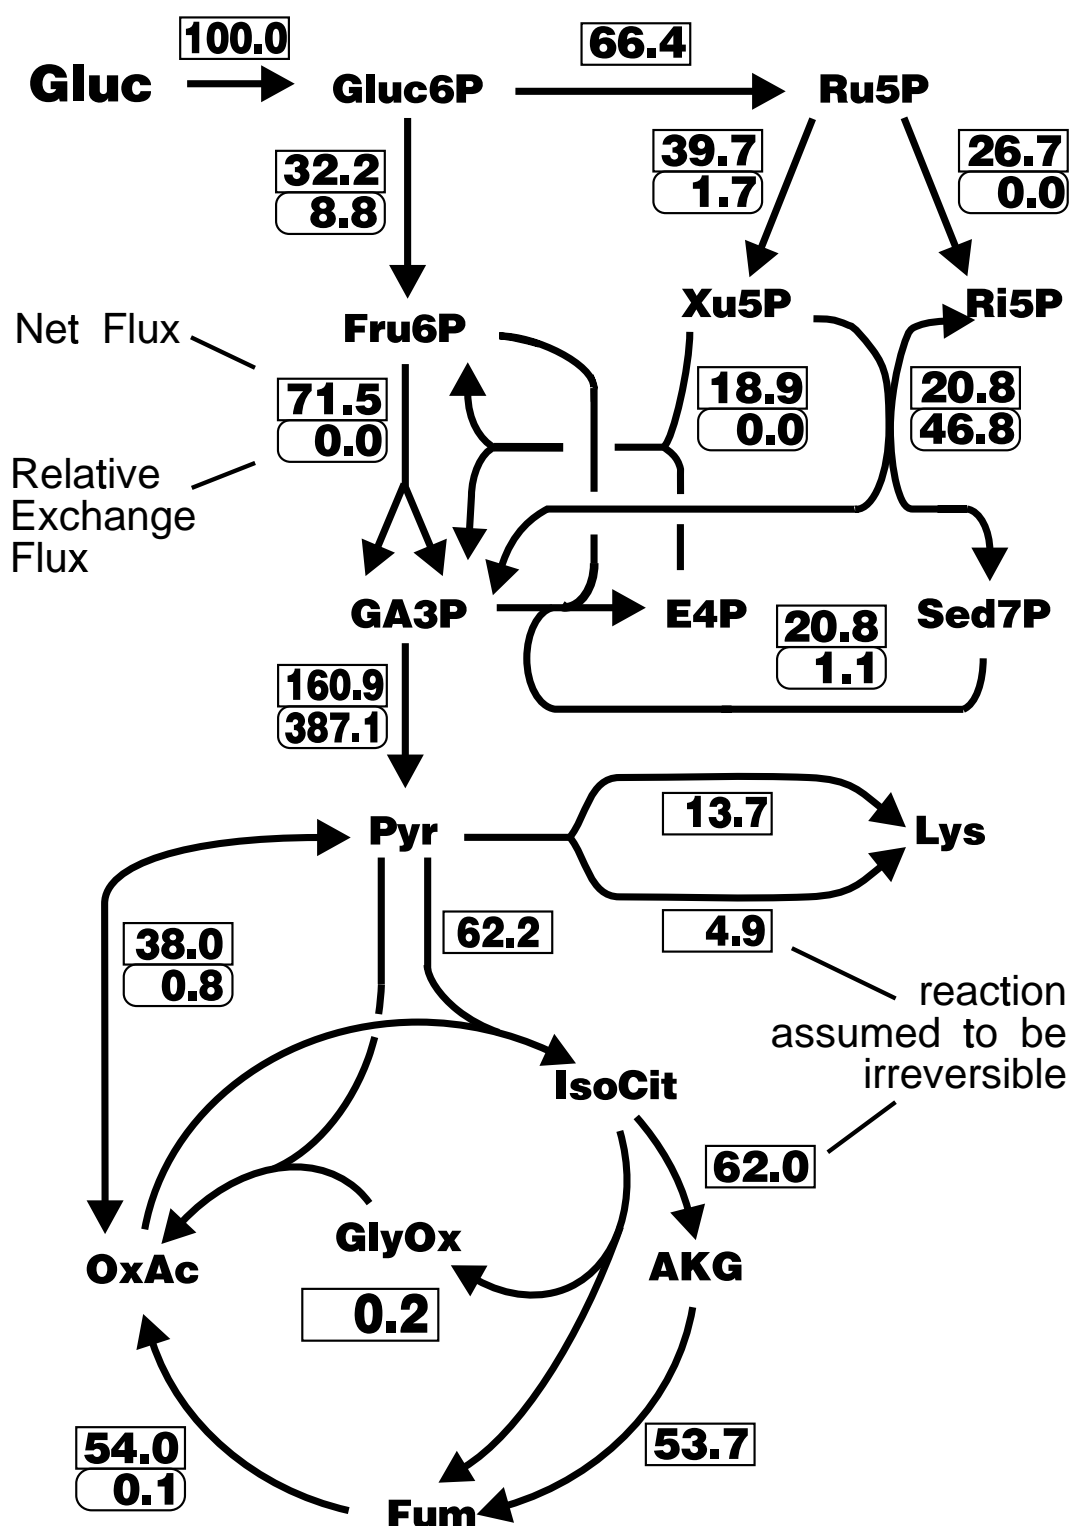 100.0
66.4
Gluc
Gluc6P
Ru5P
32.2
8.8
39.7
1.7
26.7
0.0
Net Flux
Fru6P
Xu5P
Ri5P
71.5
0.0
18.9
0.0
20.8
46.8
Relative
Exchange
Flux
GA3P
E4P
Sed7P
20.8
1.1
160.9
387.1
Pyr
13.7
Lys
4.9
62.2
38.0
0.8
reaction
assumed to be
irreversible
IsoCit
62.0
GlyOx
OxAc
AKG
0.2
54.0
0.1
53.7
Fum